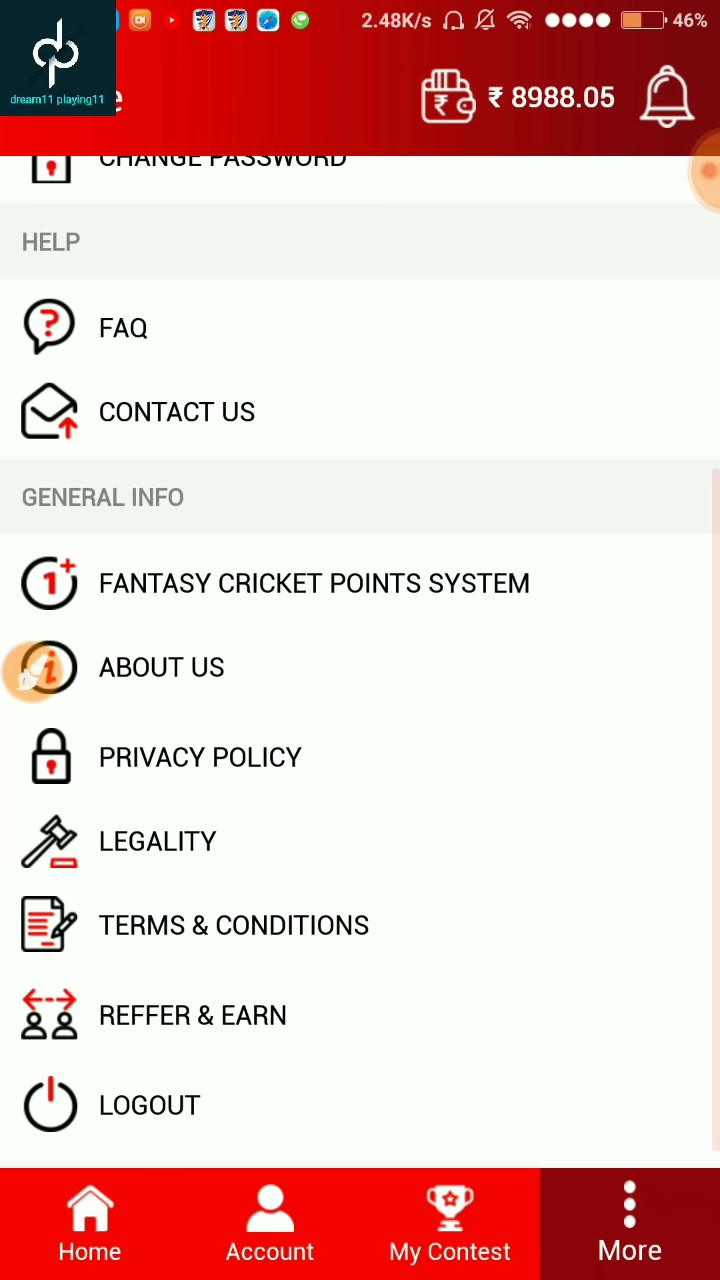 2.48K/s 46%
dream11 playing11
e
₹ 8988.05
CHANGE PASSWORD
HELP
FAQ
CONTACT US
GENERAL INFO
FANTASY CRICKET POINTS SYSTEM
ABOUT US
PRIVACY POLICY
LEGALITY
TERMS & CONDITIONS
REFFER & EARN
LOGOUT
Home Account My Contest More